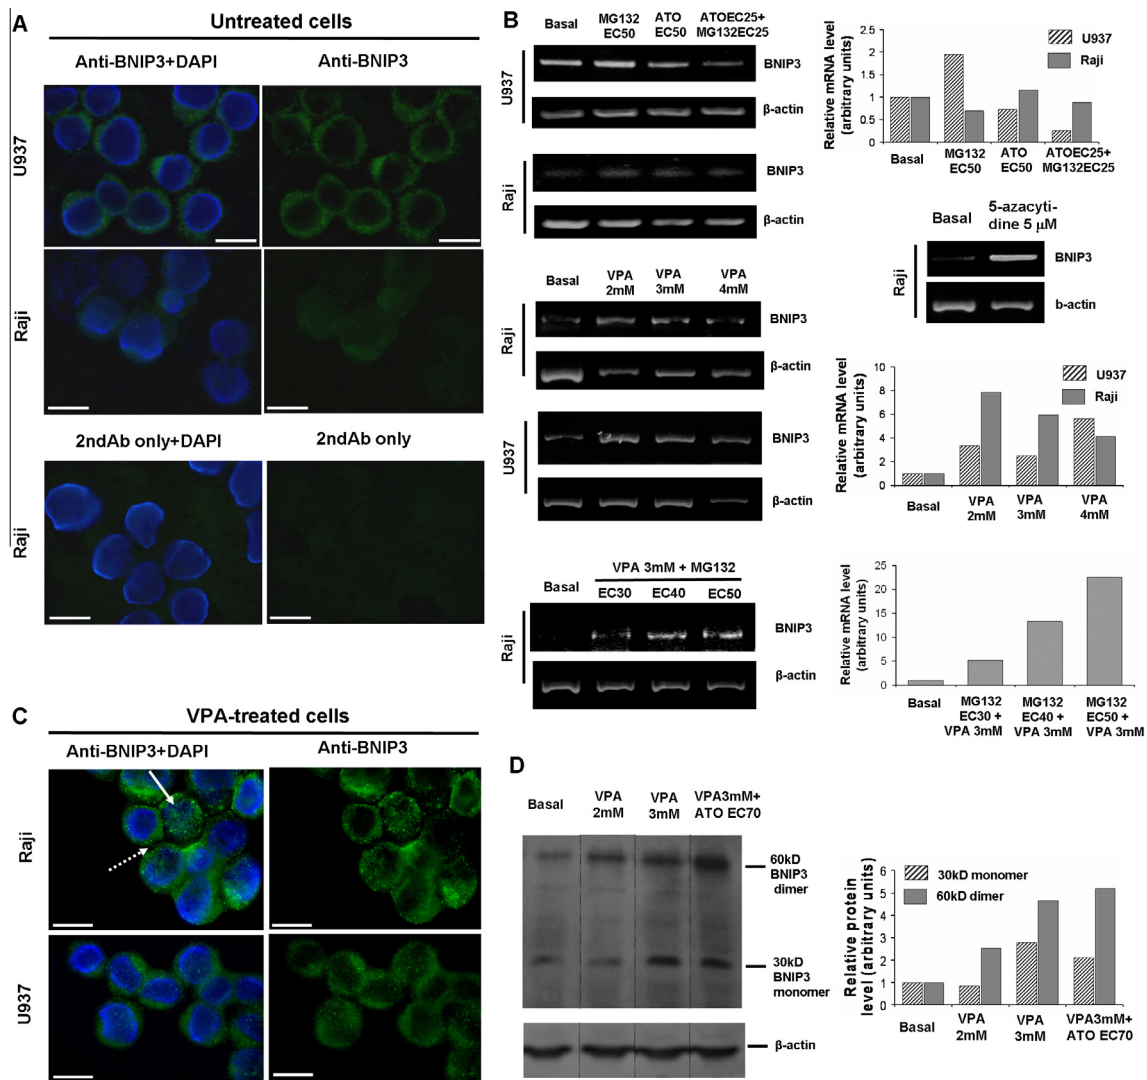 A
Untreated cells
Anti-BNIP3+DAPI
Anti-BNIP3
U937
Raji
2ndAb only+DAPI
2ndAb only
Raji
B
Basal
MG132
EC50
ATO
EC50
ATOEC25+
MG132EC25
U937
BNIP3
β-actin
Raji
BNIP3
β-actin
Relative mRNA level
(arbitrary units)
2.5
2
1.5
1
0.5
0
U937
Raji
Basal
MG132
EC50
ATO
EC50
ATOEC25+
MG132EC25
Basal
5-azacyti-
dine 5 µM
Raji
BNIP3
b-actin
Basal
VPA
2mM
VPA
3mM
VPA
4mM
Raji
BNIP3
β-actin
U937
BNIP3
β-actin
Relative mRNA level
(arbitrary units)
10
8
6
4
2
0
U937
Raji
Basal
VPA
2mM
VPA
3mM
VPA
4mM
VPA 3mM + MG132
Basal
EC30
EC40
EC50
Raji
BNIP3
β-actin
Relative mRNA level
(arbitrary units)
25
20
15
10
5
0
Basal
MG132
EC30 +
VPA 3mM
MG132
EC40 +
VPA 3mM
MG132
EC50 +
VPA 3mM
C
VPA-treated cells
Anti-BNIP3+DAPI
Anti-BNIP3
Raji
U937
D
Basal
VPA
2mM
VPA
3mM
VPA3mM+
ATO EC70
60kD
BNIP3
dimer
30kD
BNIP3
monomer
β-actin
Relative protein
level (arbitrary units)
6
5
4
3
2
1
0
30kD monomer
60kD dimer
Basal
VPA
2mM
VPA
3mM
VPA3mM+
ATO EC70